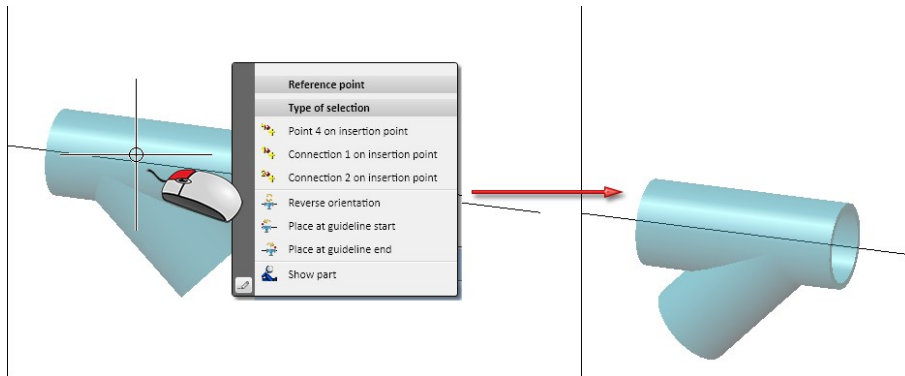 Reference point
Type of selection
Point 4 on insertion point
Connection 1 on insertion point
Connection 2 on insertion point
Reverse orientation
Place at guideline start
Place at guideline end
Show part